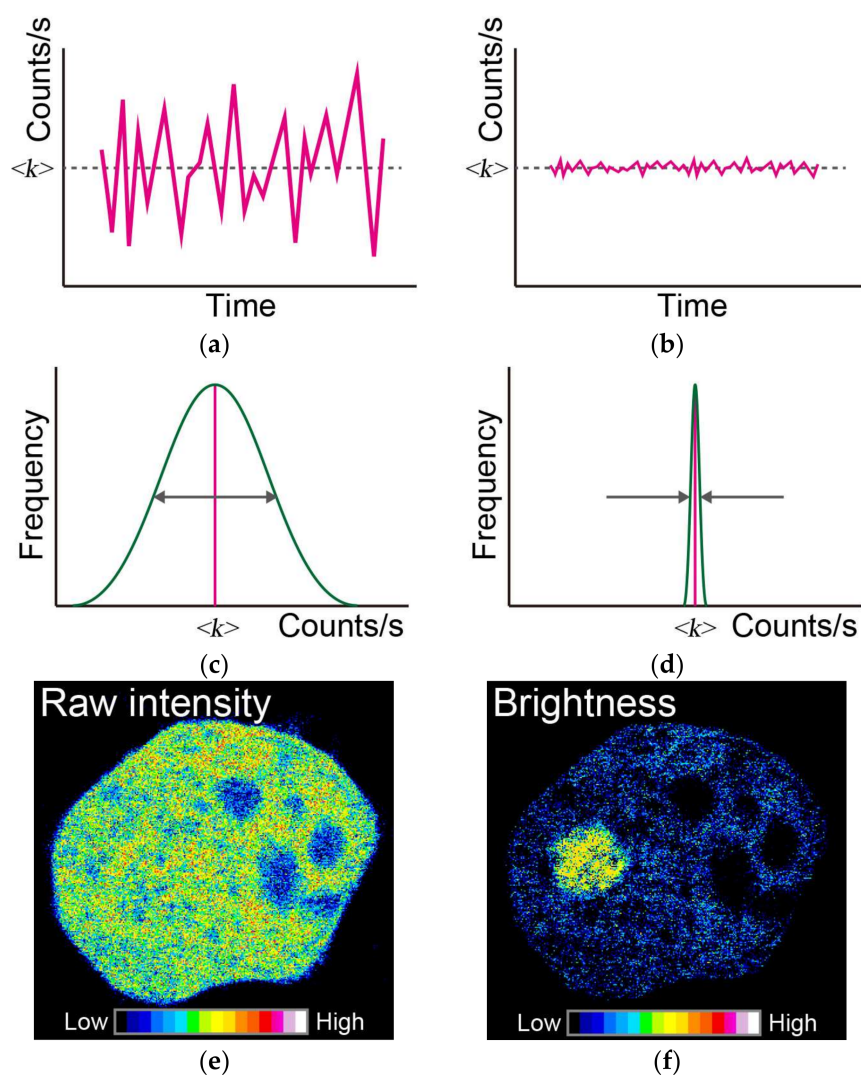 Counts/s
<k>
Time
(a)
Counts/s
<k>
Time
(b)
Frequency
<k> Counts/s
(c)
Frequency
<k> Counts/s
(d)
Raw intensity
Low High
(e)
Brightness
Low High
(f)